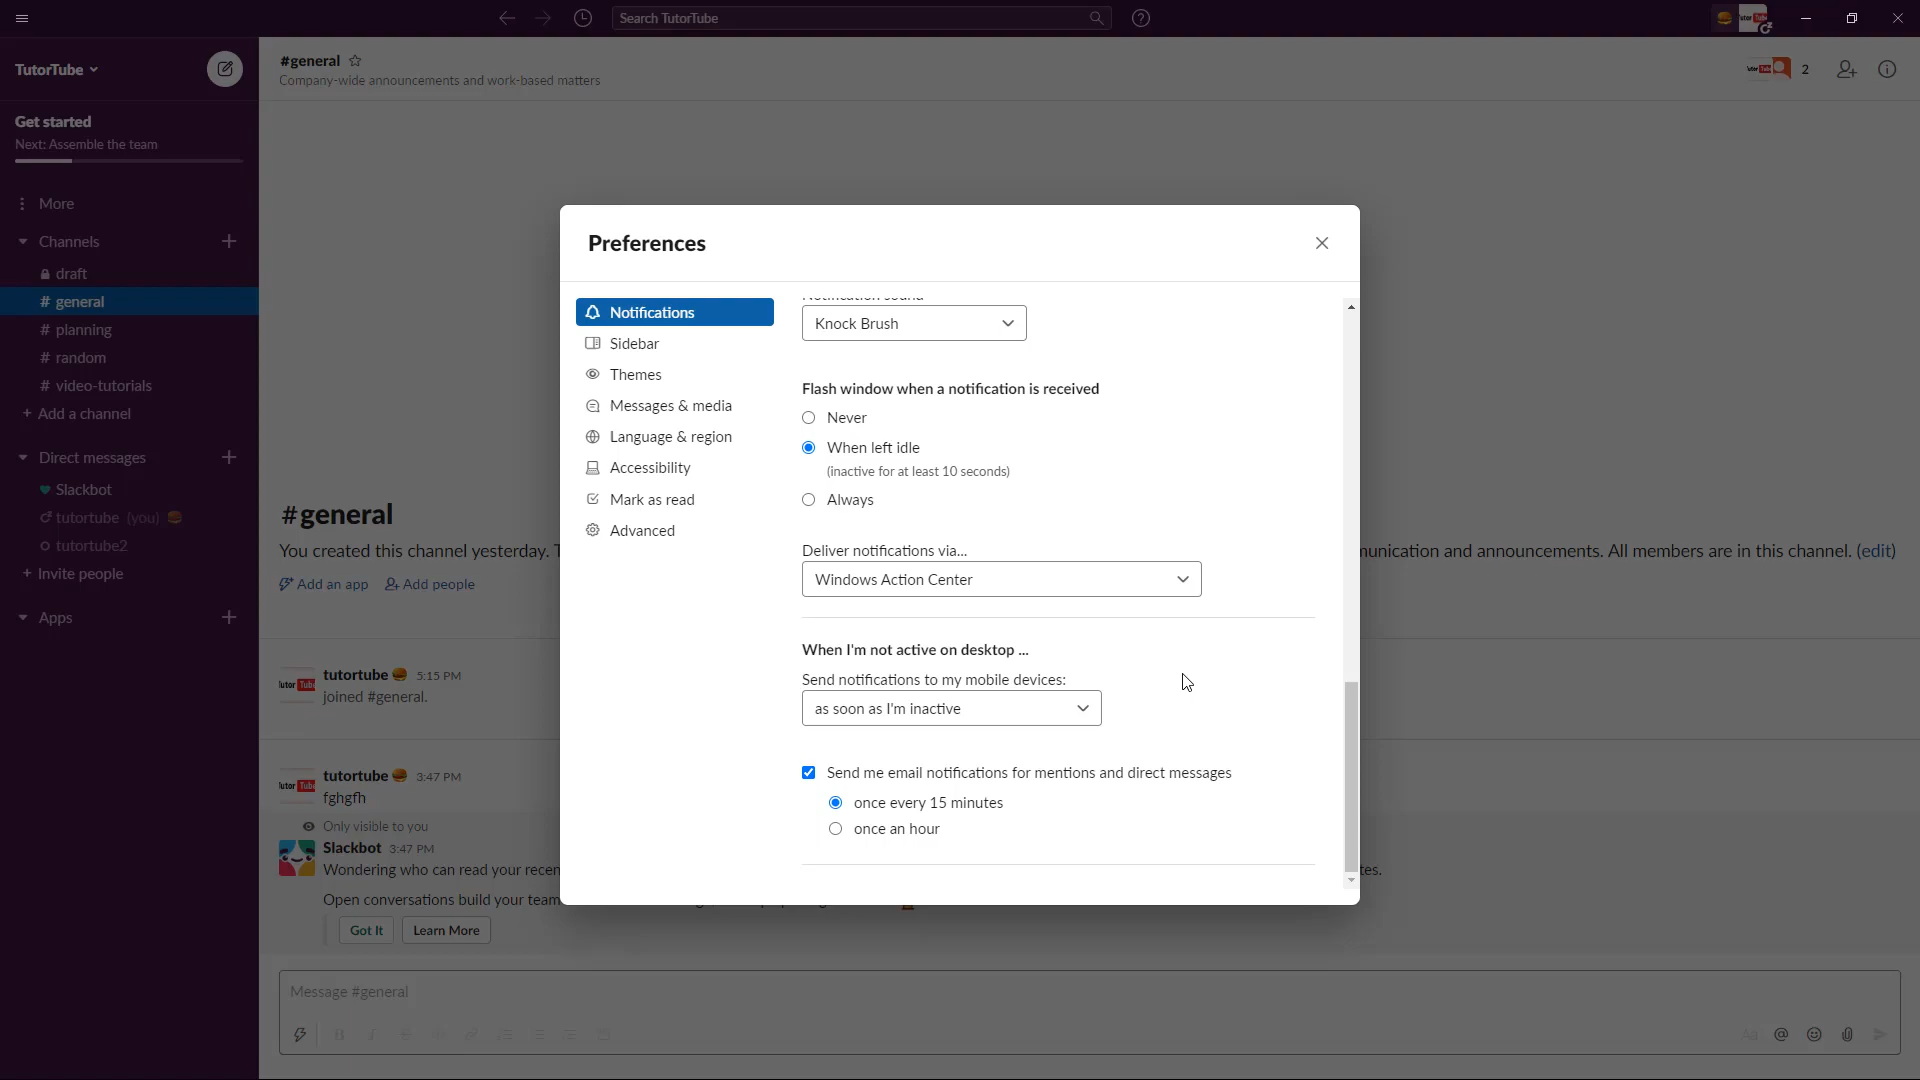 Search TutorTube
TutorTube
#general
Company-wide announcements and work-based matters
2
Get started
Next: Assemble the team
More
Channels
draft
# general
# planning
# random
# video-tutorials
+ Add a channel
Direct messages
Slackbot
tutortube (you)
tutortube2
+ Invite people
Apps
#general
You created this channel yesterday.
munication and announcements. All members are in this channel. (edit)
Add an app
Add people
tutortube 5:15 PM
joined #general.
tutortube 3:47 PM
fghgfh
Only visible to you
Slackbot 3:47 PM
Wondering who can read your recen
tes.
Open conversations build your team
Got It
Learn More
Message #general
Preferences
Notifications
Sidebar
Themes
Messages & media
Language & region
Accessibility
Mark as read
Advanced
Notification sound
Knock Brush
Flash window when a notification is received
Never
When left idle
(inactive for at least 10 seconds)
Always
Deliver notifications via...
Windows Action Center
When I'm not active on desktop ...
Send notifications to my mobile devices:
as soon as I'm inactive
Send me email notifications for mentions and direct messages
once every 15 minutes
once an hour